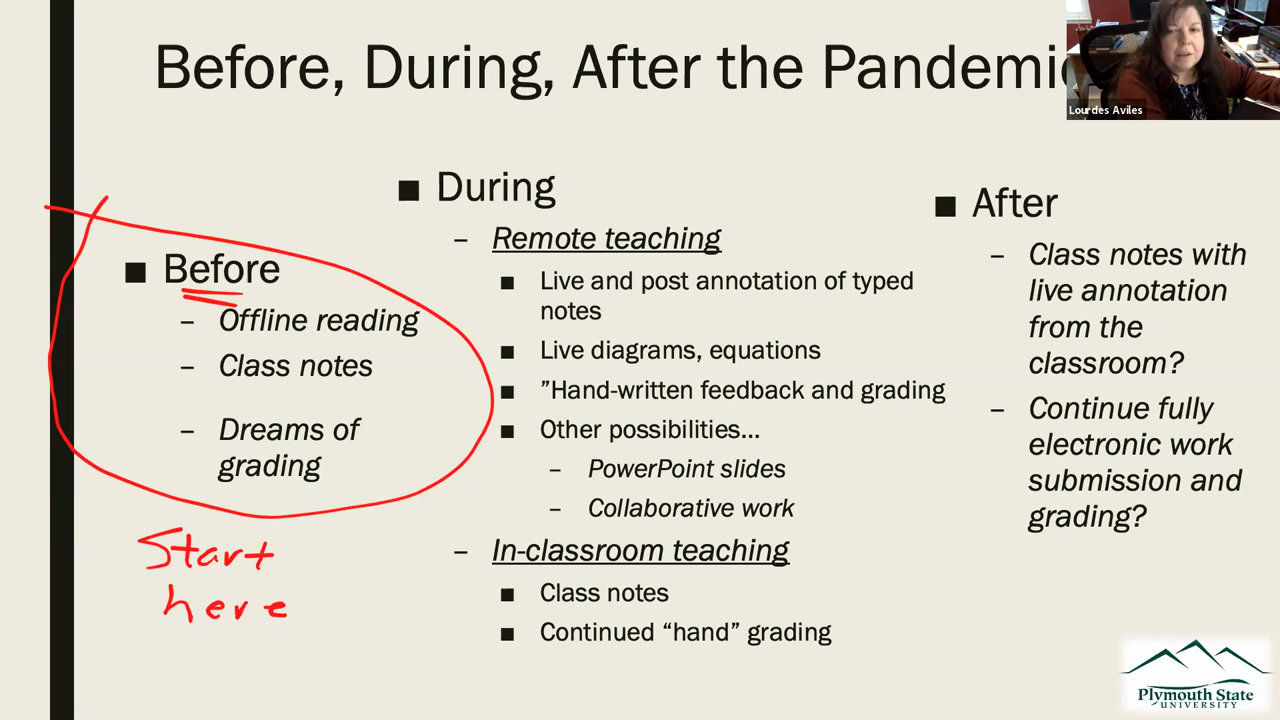 Before, During, After the Pandemic
Lourdes Aviles
■ Before
– Offline reading
– Class notes
– Dreams of
grading
Start
here
■ During
– Remote teaching
■ Live and post annotation of typed
notes
■ Live diagrams, equations
■ ”Hand-written feedback and grading
■ Other possibilities…
– PowerPoint slides
– Collaborative work
– In-classroom teaching
■ Class notes
■ Continued “hand” grading
■ After
– Class notes with
live annotation
from the
classroom?
– Continue fully
electronic work
submission and
grading?
Plymouth State
UNIVERSITY